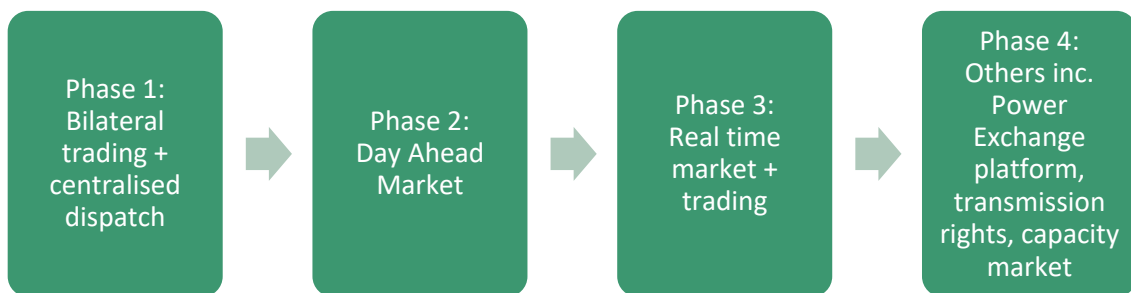 Phase 1:
Bilateral
trading +
centralised
dispatch
Phase 2:
Day Ahead
Market
Phase 3:
Real time
market +
trading
Phase 4:
Others inc.
Power
Exchange
platform,
transmission
rights, capacity
market